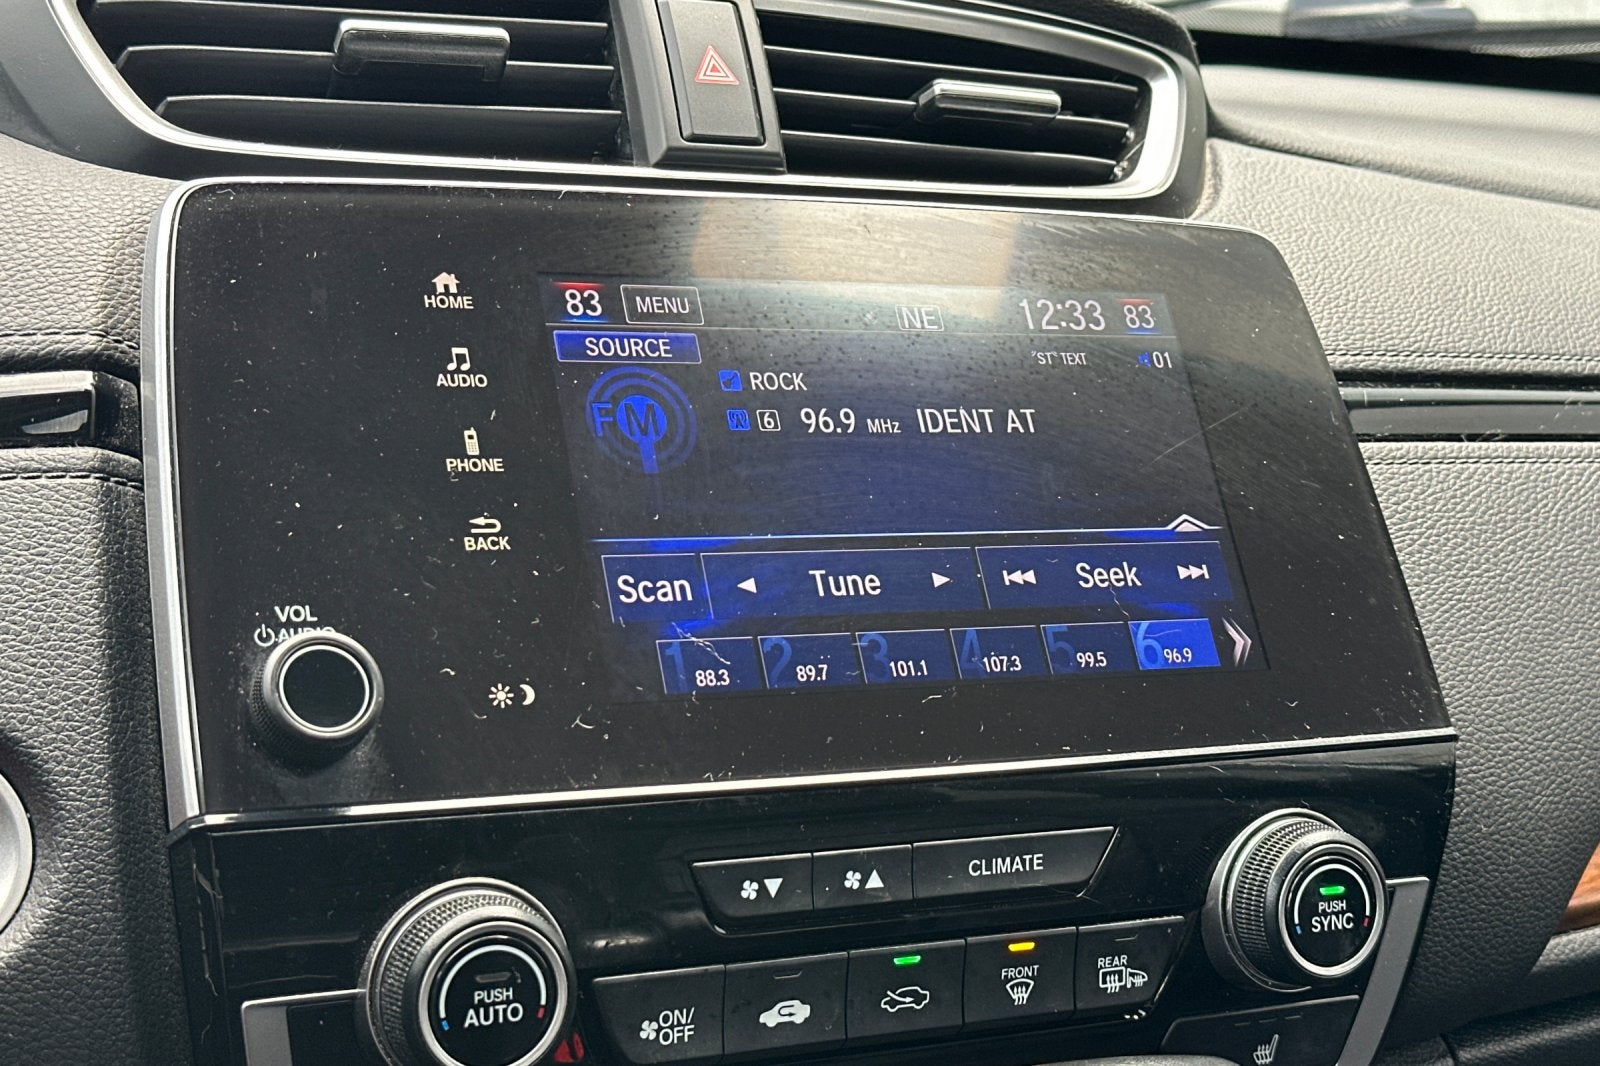 HOME
AUDIO
PHONE
BACK
VOL
AUDIO
83 MENU NE 12:33 83
SOURCE
"ST" TEXT 01
FM
ROCK
6 96.9 MHz IDENT AT
Scan Tune Seek
1 88.3 2 89.7 3 101.1 4 107.3 5 99.5 6 96.9
CLIMATE
PUSH
AUTO
ON/
OFF
FRONT
REAR
PUSH
SYNC